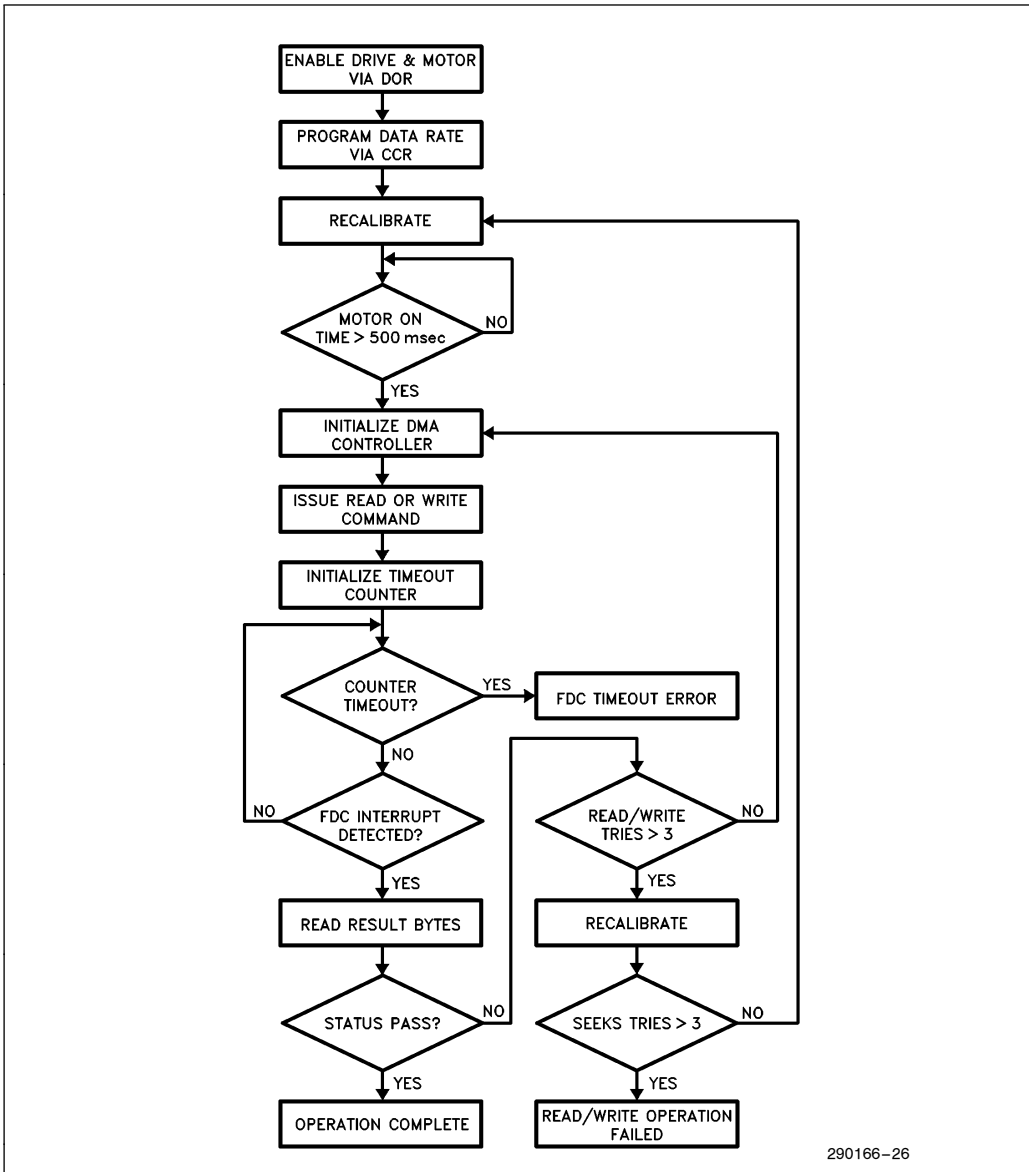 ENABLE DRIVE & MOTOR
VIA DOR
PROGRAM DATA RATE
VIA CCR
RECALIBRATE
MOTOR ON
TIME > 500 msec
NO
YES
INITIALIZE DMA
CONTROLLER
ISSUE READ OR WRITE
COMMAND
INITIALIZE TIMEOUT
COUNTER
COUNTER
TIMEOUT?
YES
FDC TIMEOUT ERROR
NO
FDC INTERRUPT
DETECTED?
NO
YES
READ/WRITE
TRIES > 3
NO
YES
READ RESULT BYTES
RECALIBRATE
STATUS PASS?
NO
YES
SEEKS TRIES > 3
NO
YES
OPERATION COMPLETE
READ/WRITE OPERATION
FAILED
290166–26